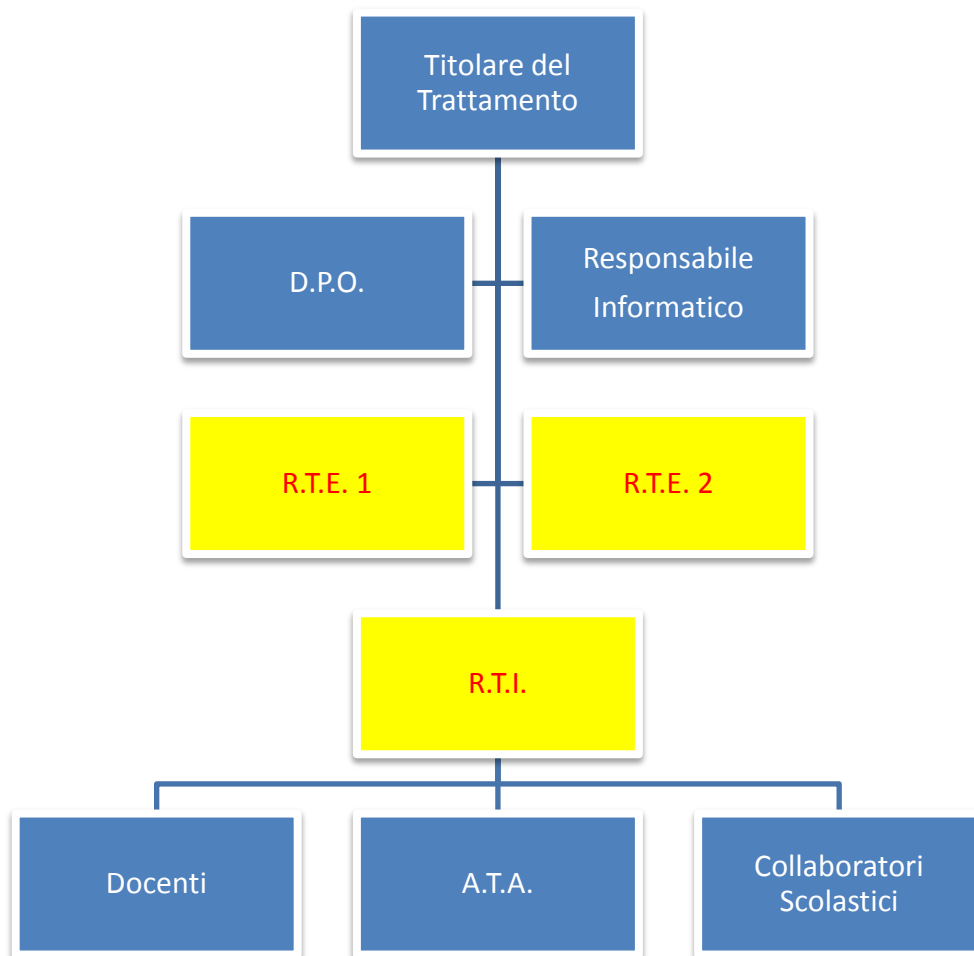 Titolare del
Trattamento
D.P.O.
Responsabile
Informatico
R.T.E. 1
R.T.E. 2
R.T.I.
Docenti
A.T.A.
Collaboratori
Scolastici